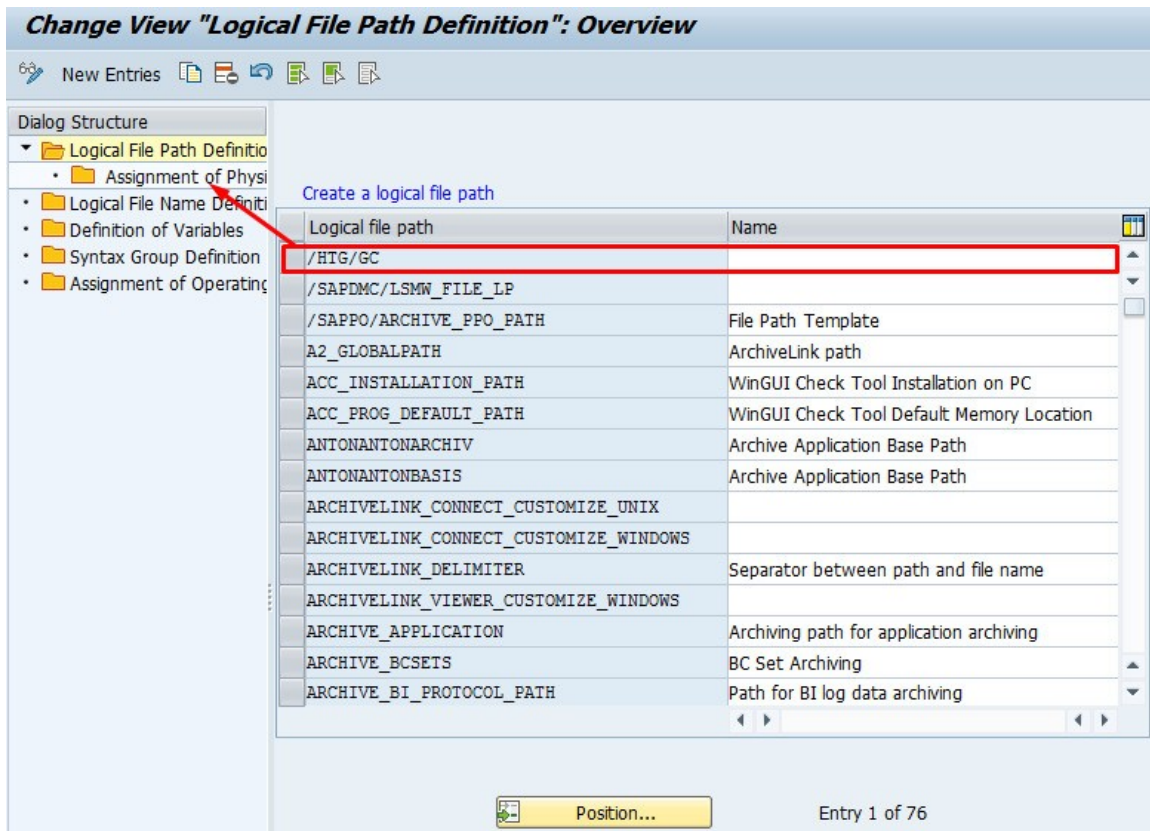 Change View "Logical File Path Definition": Overview
New Entries
Dialog Structure
Logical File Path Definitio
Assignment of Physi
Logical File Name Definiti
Definition of Variables
Syntax Group Definition
Assignment of Operating
Create a logical file path
Logical file path Name
/HTG/GC
/SAPDMC/LSMW_FILE_LP
/SAPPO/ARCHIVE_PPO_PATH File Path Template
A2_GLOBALPATH ArchiveLink path
ACC_INSTALLATION_PATH WinGUI Check Tool Installation on PC
ACC_PROG_DEFAULT_PATH WinGUI Check Tool Default Memory Location
ANTONANTONARCHIV Archive Application Base Path
ANTONANTONBASIS Archive Application Base Path
ARCHIVELINK_CONNECT_CUSTOMIZE_UNIX
ARCHIVELINK_CONNECT_CUSTOMIZE_WINDOWS
ARCHIVELINK_DELIMITER Separator between path and file name
ARCHIVELINK_VIEWER_CUSTOMIZE_WINDOWS
ARCHIVE_APPLICATION Archiving path for application archiving
ARCHIVE_BCSETS BC Set Archiving
ARCHIVE_BI_PROTOCOL_PATH Path for BI log data archiving
Position... Entry 1 of 76